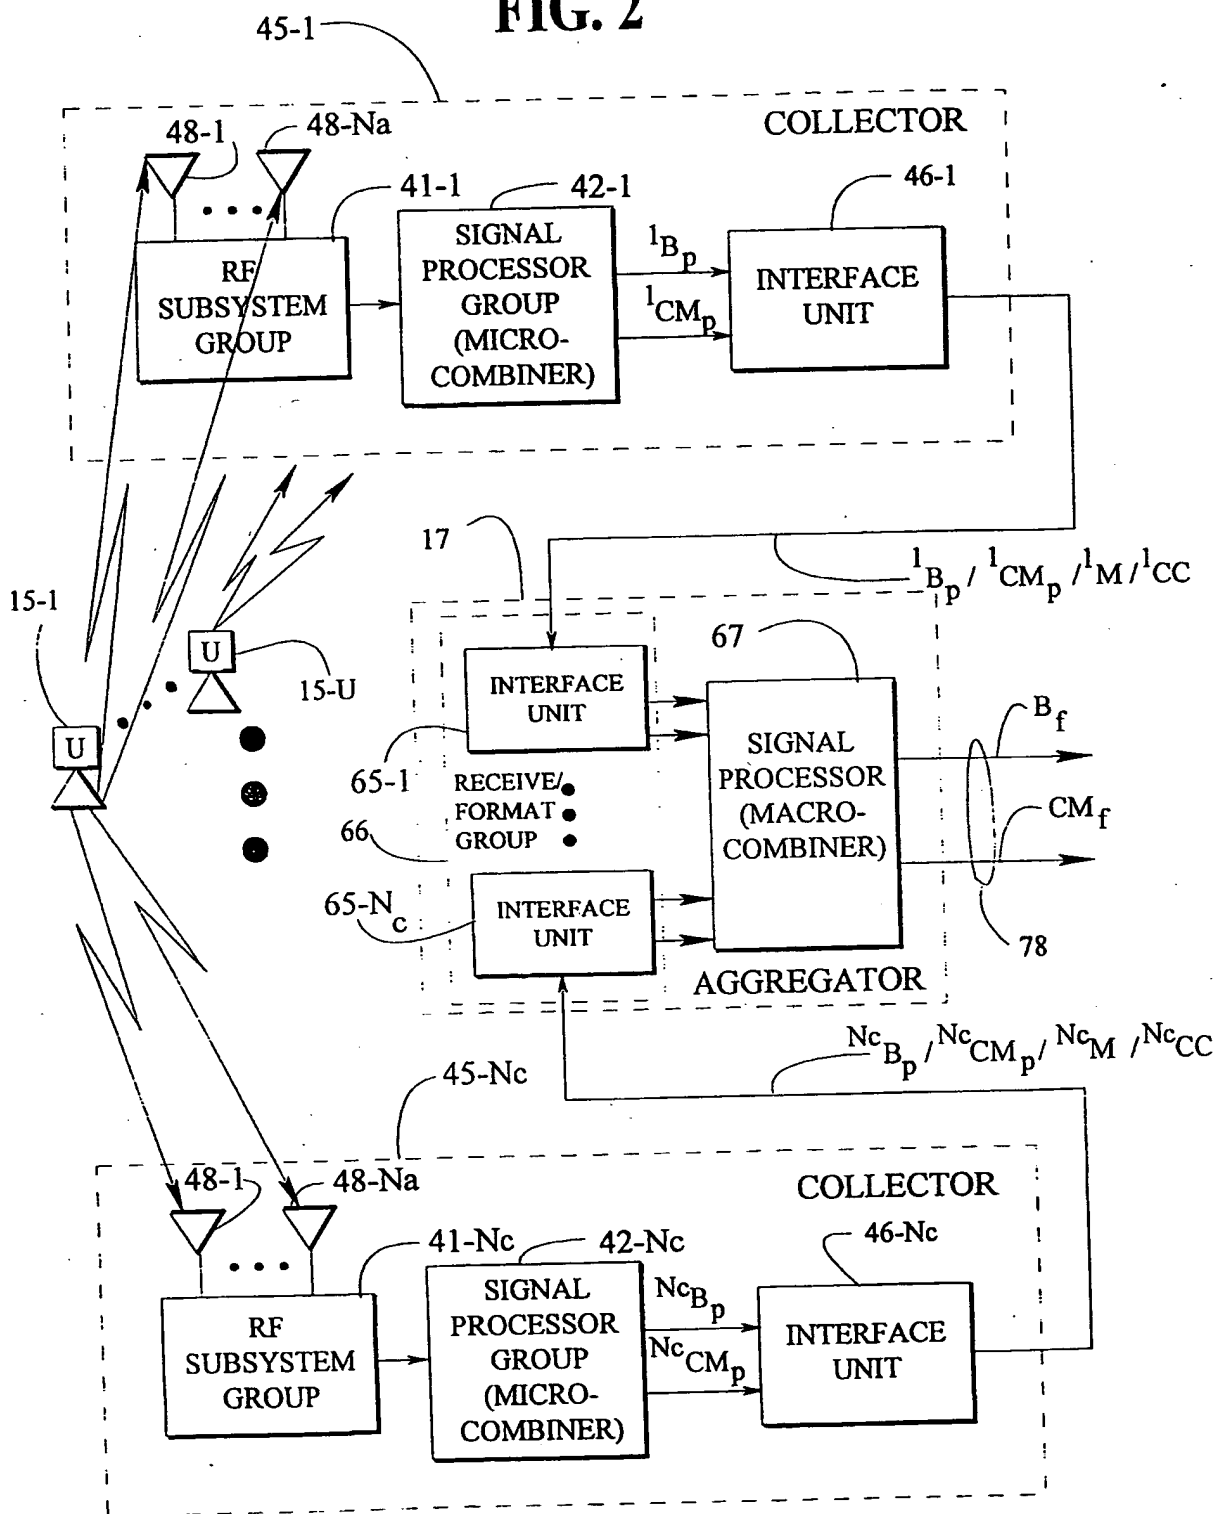 FIG. 2
45-1
COLLECTOR
48-1
48-Na
41-1
42-1
46-1
RF
SUBSYSTEM
GROUP
SIGNAL
PROCESSOR
GROUP
(MICRO-
COMBINER)
1Bp
1CMp
INTERFACE
UNIT
17
1Bp / 1CMp / 1M / 1CC
15-1
U
U
15-U
67
INTERFACE
UNIT
65-1
RECEIVE/
FORMAT
GROUP
66
SIGNAL
PROCESSOR
(MACRO-
COMBINER)
Bf
CMf
65-Nc
INTERFACE
UNIT
78
AGGREGATOR
NcBp / NcCMp / NcM / NcCC
45-Nc
COLLECTOR
48-1
48-Na
41-Nc
42-Nc
46-Nc
RF
SUBSYSTEM
GROUP
SIGNAL
PROCESSOR
GROUP
(MICRO-
COMBINER)
NcBp
NcCMp
INTERFACE
UNIT